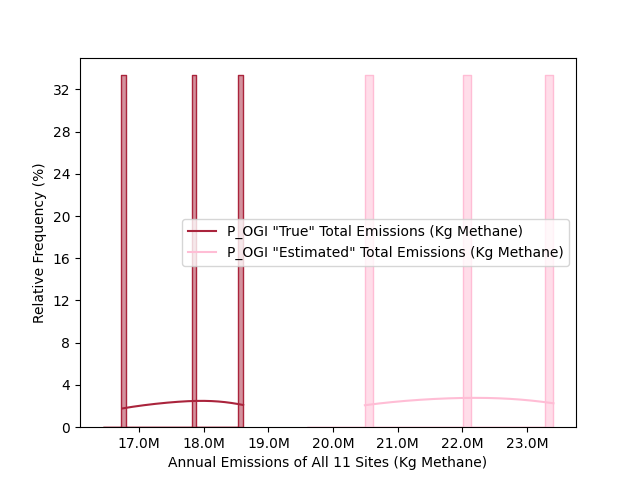 32
28
24
20
16
12
8
4
0
Relative Frequency (%)
P_OGI "True" Total Emissions (Kg Methane)
P_OGI "Estimated" Total Emissions (Kg Methane)
17.0M 18.0M 19.0M 20.0M 21.0M 22.0M 23.0M
Annual Emissions of All 11 Sites (Kg Methane)